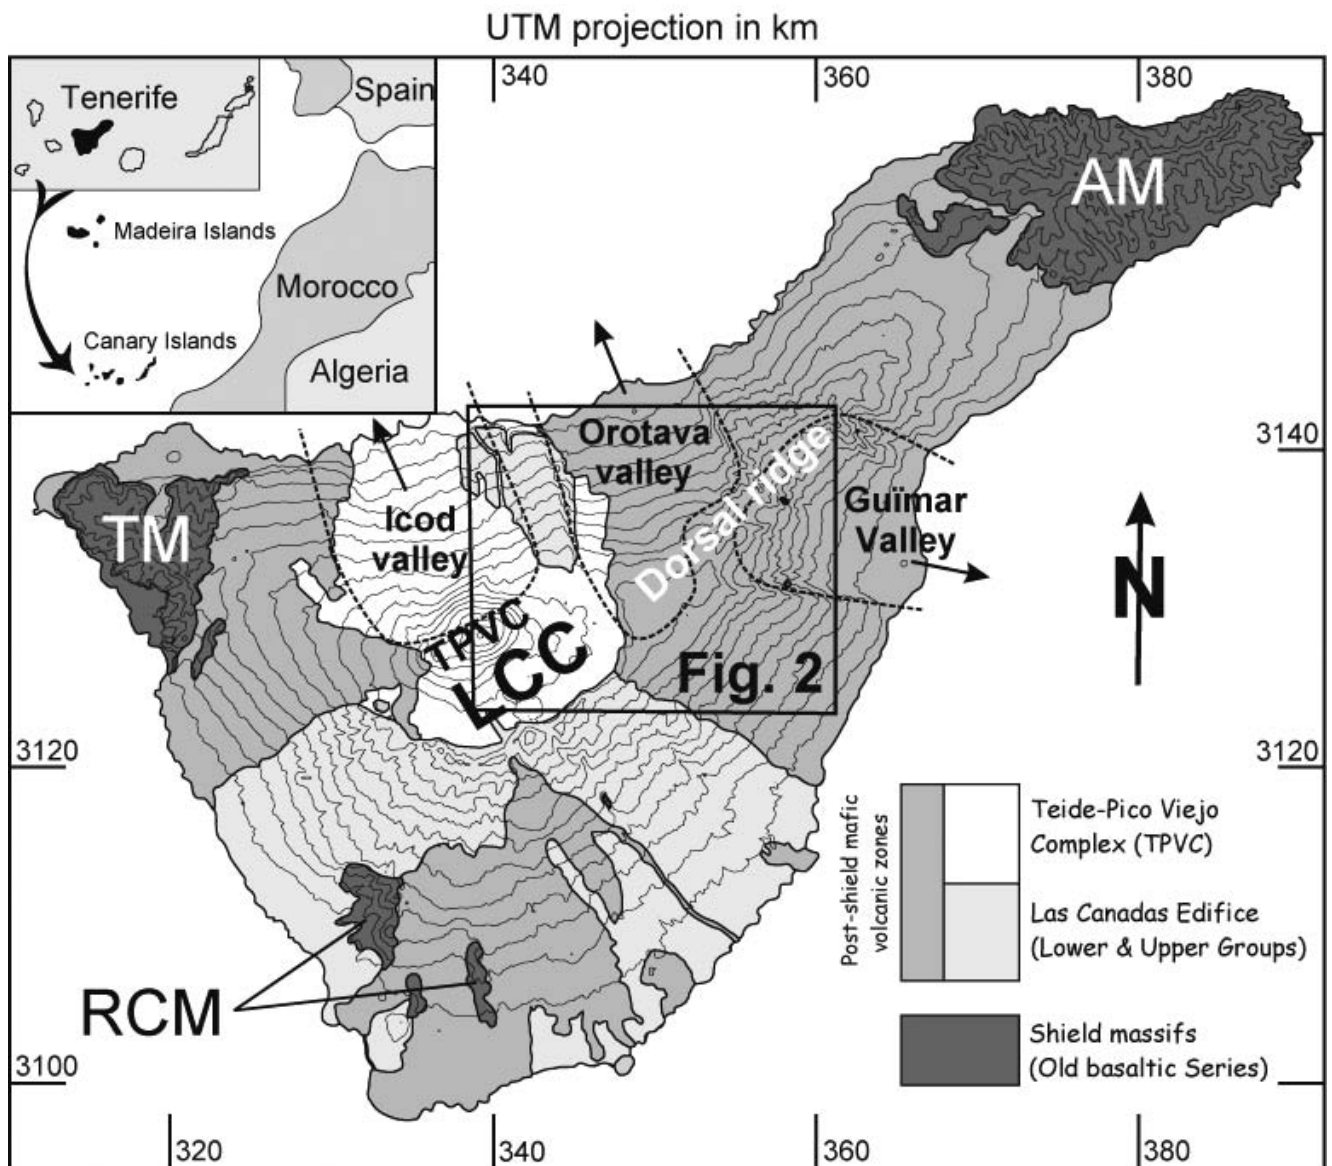 UTM projection in km
340
360
380
Tenerife
Spain
Madeira Islands
Morocco
Canary Islands
Algeria
AM
3140
3140
Orotava
valley
Dorsal ridge
Guïmar
Valley
Icod
valley
TM
N
TPVC
LCC
Fig. 2
3120
3120
Post-shield mafic
volcanic zones
Teide-Pico Viejo
Complex (TPVC)
Las Canadas Edifice
(Lower & Upper Groups)
RCM
Shield massifs
(Old basaltic Series)
3100
320
340
360
380